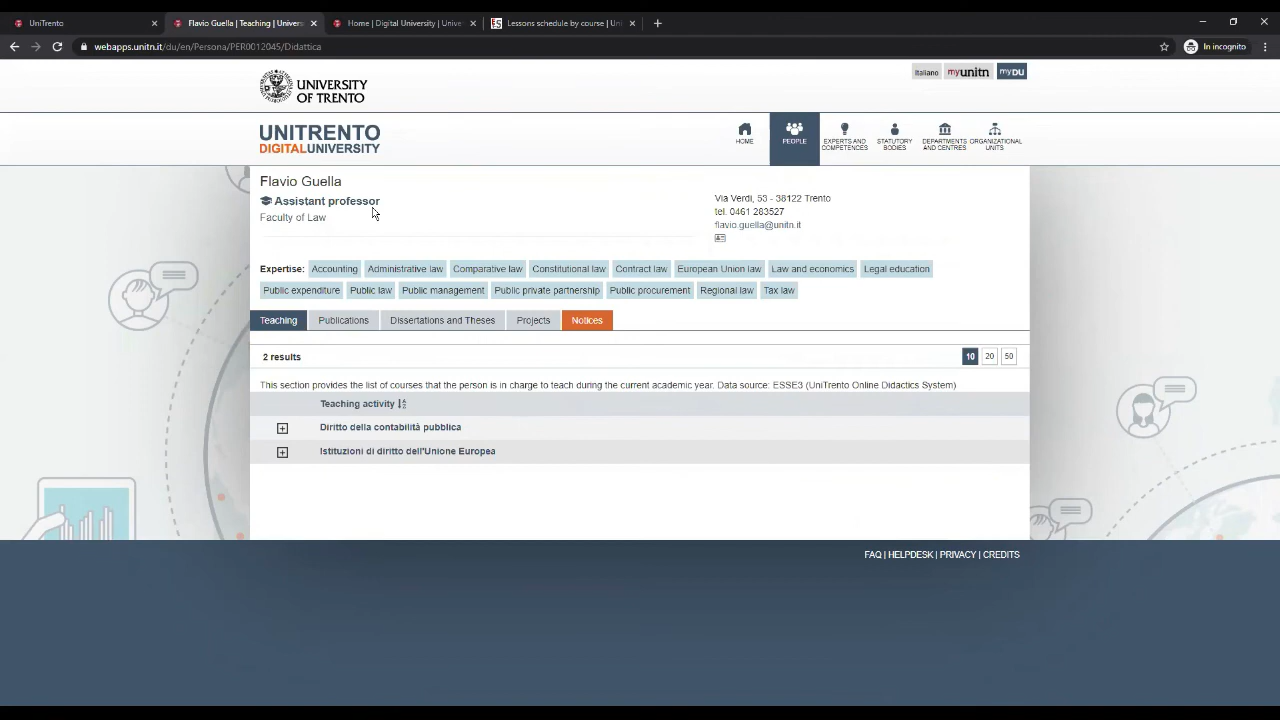 UniTrento
Flavio Guella | Teaching | Univers
Home | Digital University | Unive
Lessons schedule by course | Uni
webapps.unitn.it/du/en/Persona/PER0012045/Didattica
In incognito
UNIVERSITY
OF TRENTO
Italiano
myunitn
myDU
UNITRENTO
DIGITALUNIVERSITY
HOME
PEOPLE
EXPERTS AND
COMPETENCES
STATUTORY
BODIES
DEPARTMENTS
AND CENTRES
ORGANIZATIONAL
UNITS
Flavio Guella
Assistant professor
Faculty of Law
Via Verdi, 53 - 38122 Trento
tel. 0461 283527
flavio.guella@unitn.it
Expertise: Accounting Administrative law Comparative law Constitutional law Contract law European Union law Law and economics Legal education
Public expenditure Public law Public management Public private partnership Public procurement Regional law Tax law
Teaching Publications Dissertations and Theses Projects Notices
2 results
10 20 50
This section provides the list of courses that the person is in charge to teach during the current academic year. Data source: ESSE3 (UniTrento Online Didactics System)
Teaching activity
Diritto della contabilità pubblica
Istituzioni di diritto dell'Unione Europea
FAQ | HELPDESK | PRIVACY | CREDITS